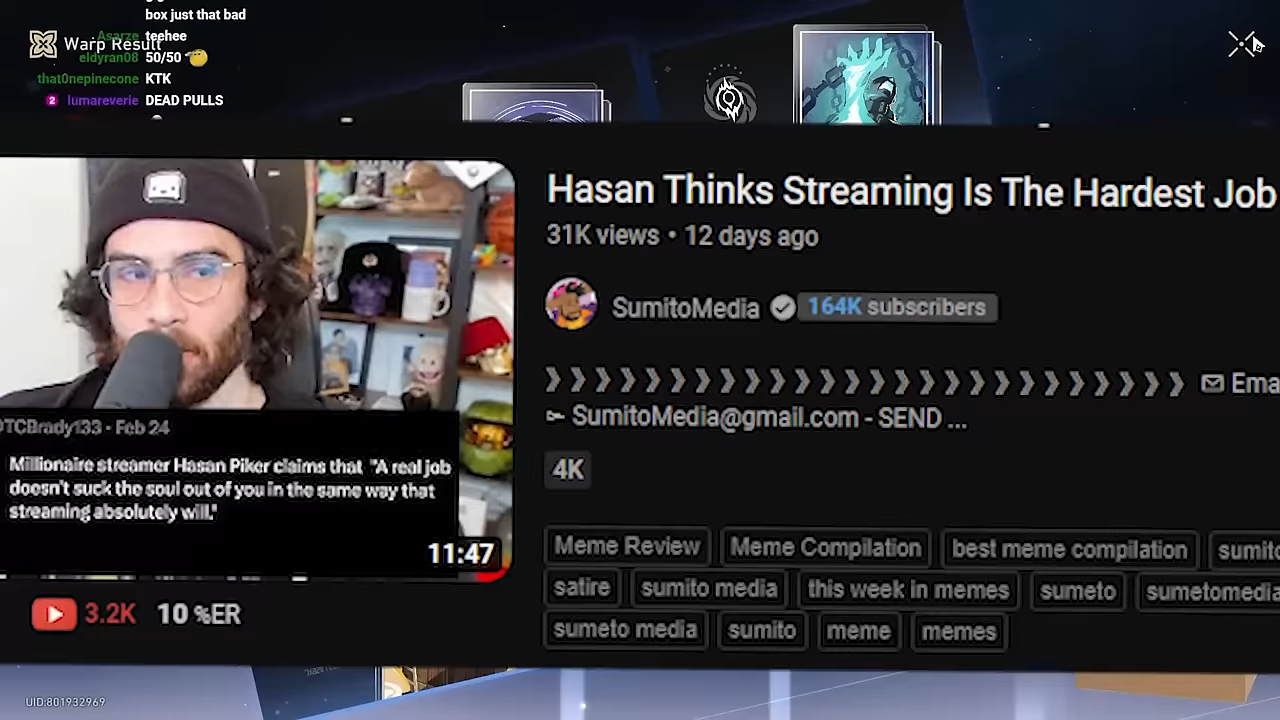 box just that bad
Asarze teehee
Warp Result
eldyran08 50/50
that0nepinecone KTK
2 lumareverie DEAD PULLS
Hasan Thinks Streaming Is The Hardest Job
31K views • 12 days ago
SumitoMedia 164K subscribers
❯❯❯❯❯❯❯❯❯❯❯❯❯❯❯❯❯❯❯❯❯❯❯❯❯❯ Ema
SumitoMedia@gmail.com - SEND ...
4K
TCBrady133 · Feb 24
Millionaire streamer Hasan Piker claims that "A real job
doesn't suck the soul out of you in the same way that
streaming absolutely will."
11:47
3.2K 10 %ER
Meme Review Meme Compilation best meme compilation sumito
satire sumito media this week in memes sumeto sumetomedia
sumeto media sumito meme memes
UID:801932969